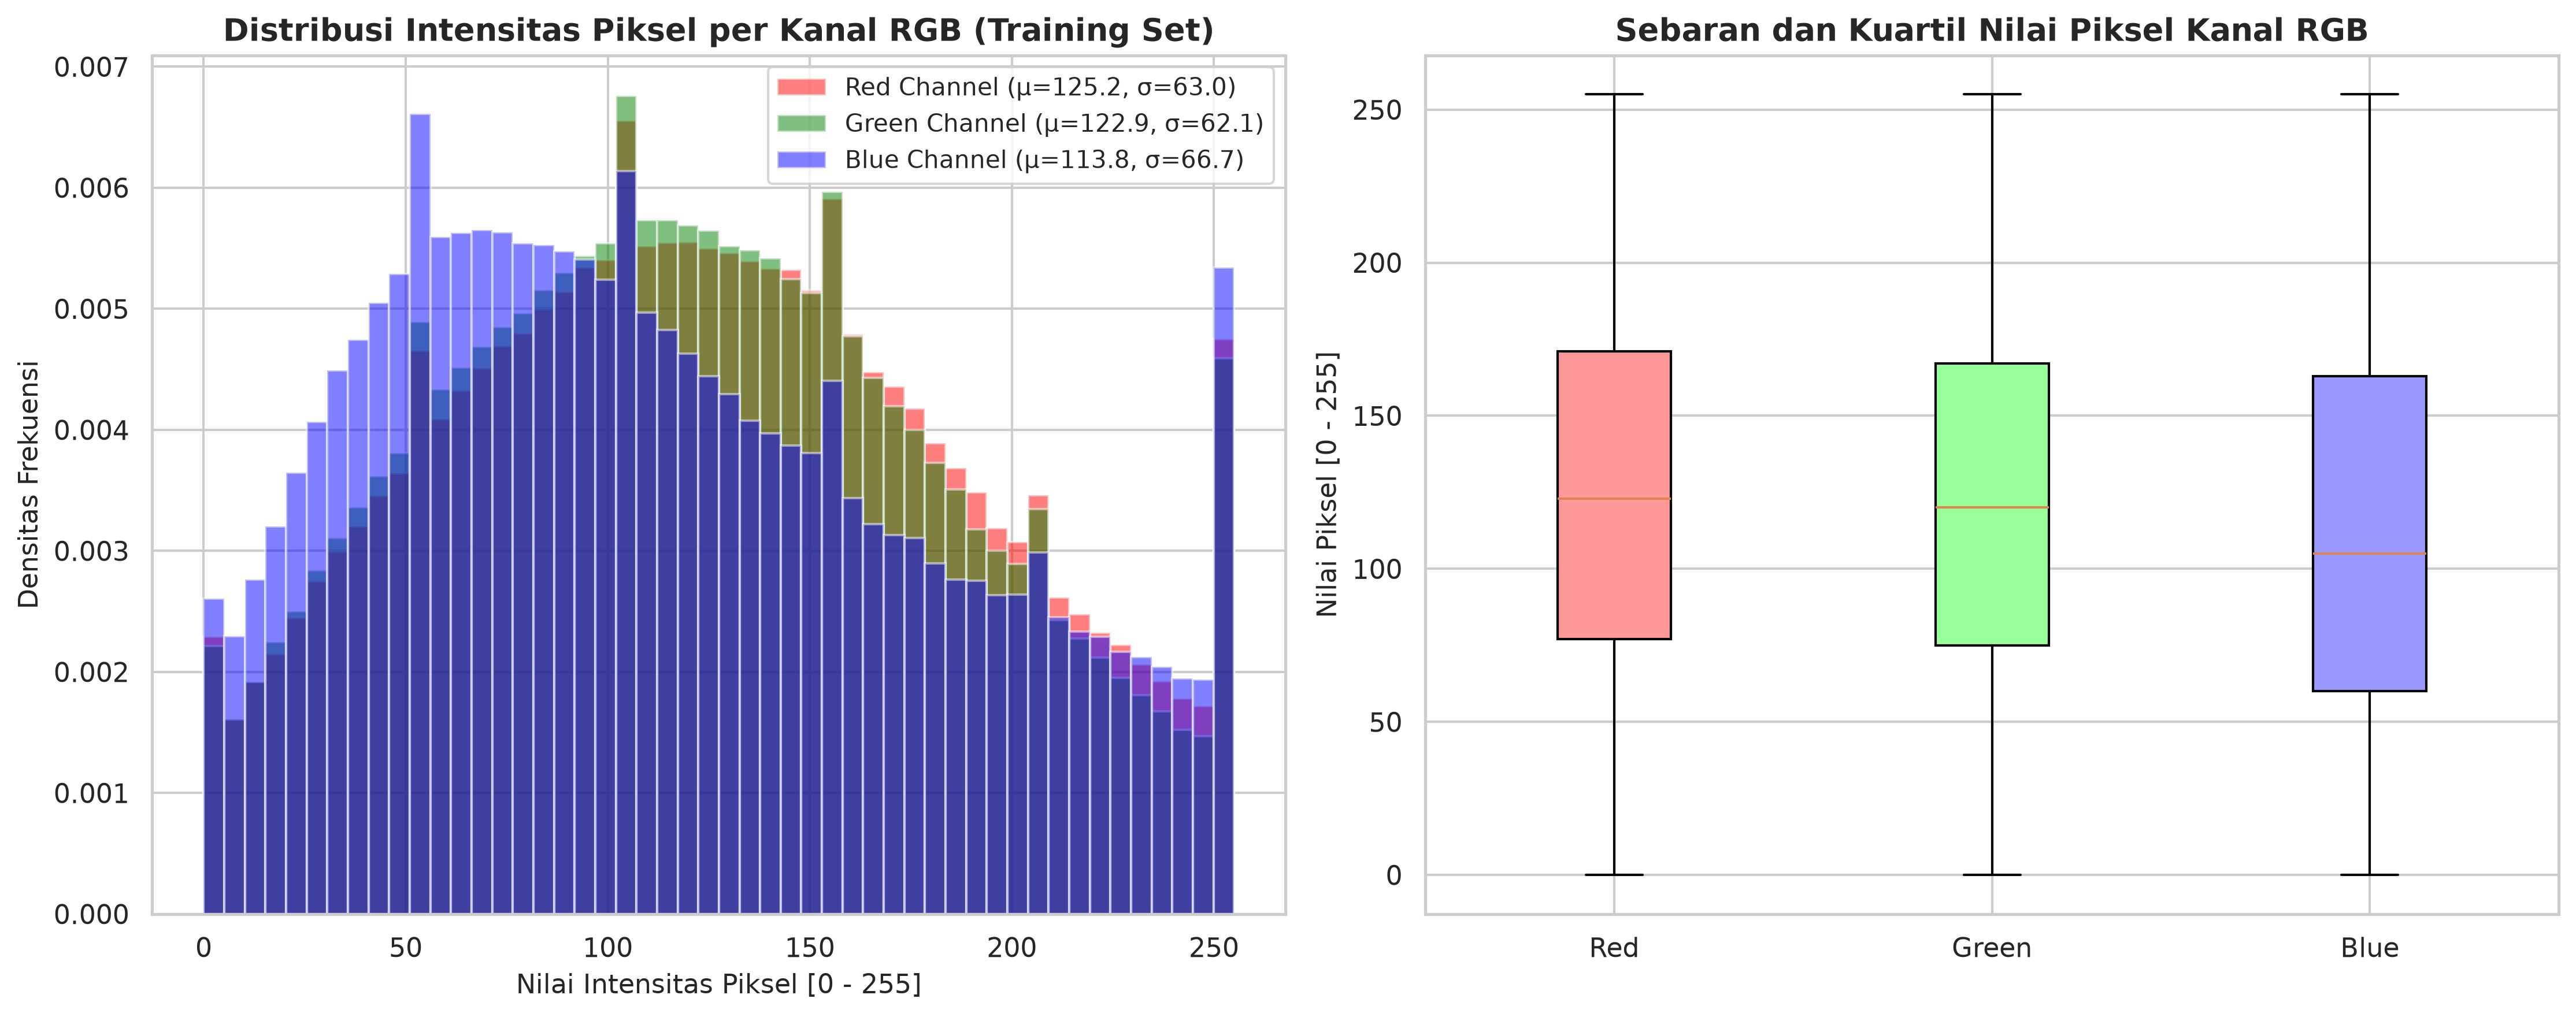 Distribusi Intensitas Piksel per Kanal RGB (Training Set)
Red Channel (μ=125.2, σ=63.0)
Green Channel (μ=122.9, σ=62.1)
Blue Channel (μ=113.8, σ=66.7)
Densitas Frekuensi
0.007
0.006
0.005
0.004
0.003
0.002
0.001
0.000
0 50 100 150 200 250
Nilai Intensitas Piksel [0 - 255]
Sebaran dan Kuartil Nilai Piksel Kanal RGB
Nilai Piksel [0 - 255]
250
200
150
100
50
0
Red Green Blue